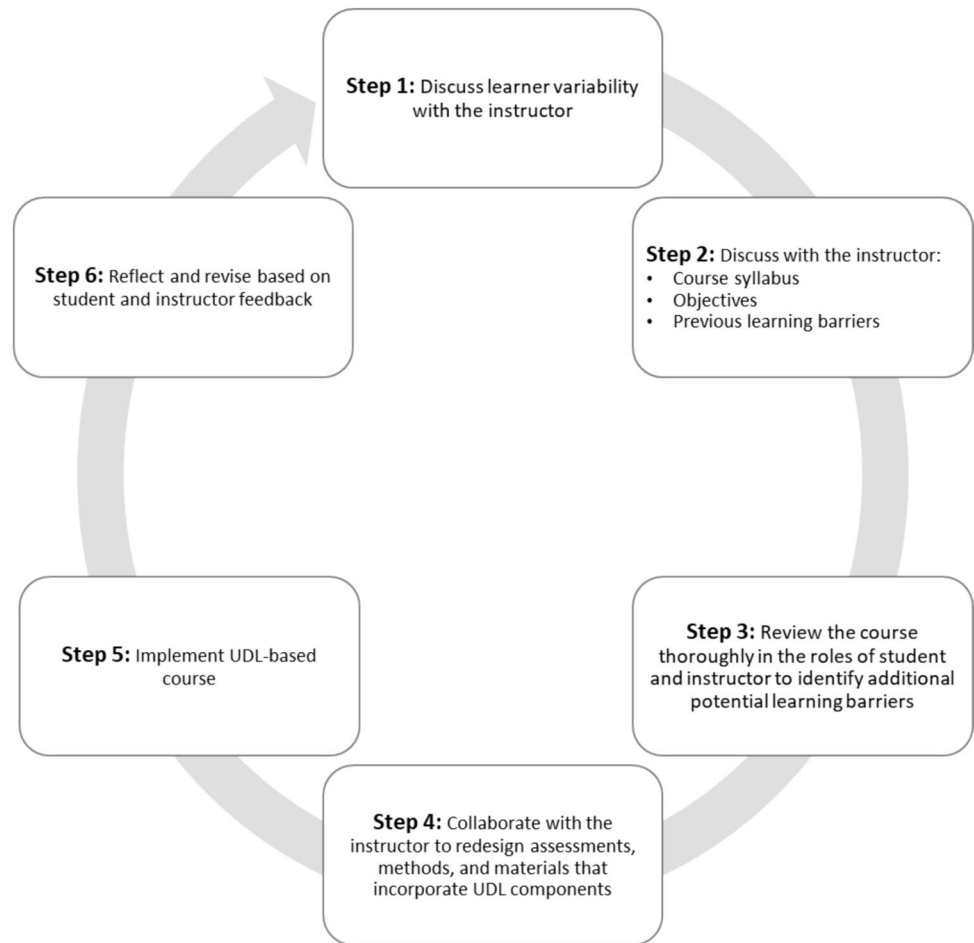 Step 1: Discuss learner variability
with the instructor
Step 2: Discuss with the instructor:
• Course syllabus
• Objectives
• Previous learning barriers
Step 3: Review the course
thoroughly in the roles of student
and instructor to identify additional
potential learning barriers
Step 4: Collaborate with the
instructor to redesign assessments,
methods, and materials that
incorporate UDL components
Step 5: Implement UDL-based
course
Step 6: Reflect and revise based on
student and instructor feedback